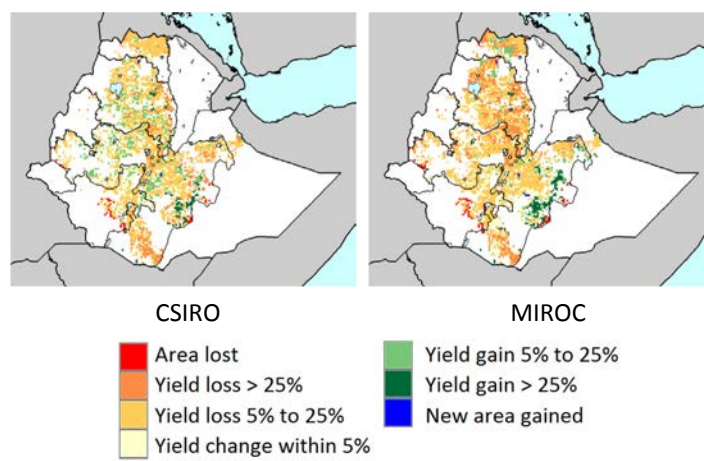 CSIRO
MIROC
Area lost
Yield loss > 25%
Yield loss 5% to 25%
Yield change within 5%
Yield gain 5% to 25%
Yield gain > 25%
New area gained